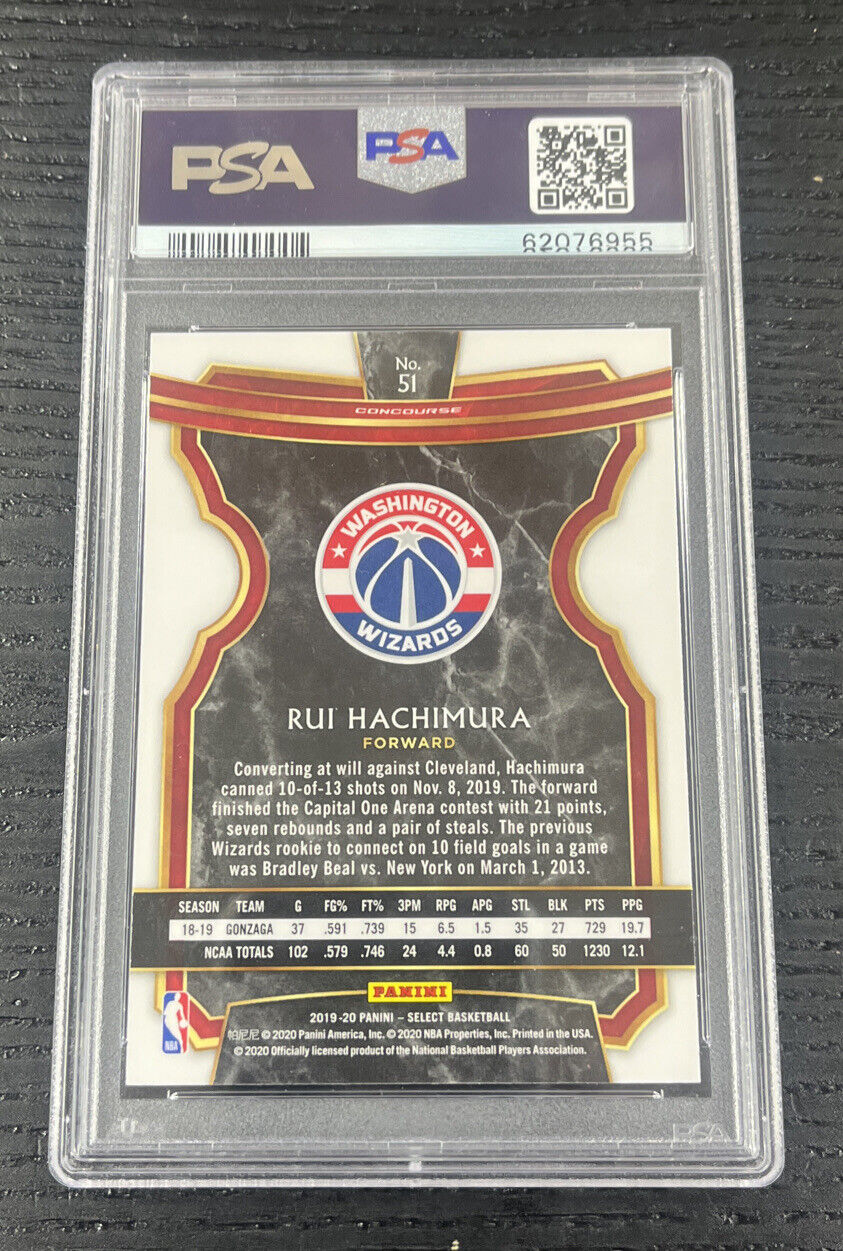 PSA PSA
62076955
No.
51
CONCOURSE
WASHINGTON
WIZARDS
RUI HACHIMURA
FORWARD
Converting at will against Cleveland, Hachimura
canned 10-of-13 shots on Nov. 8, 2019. The forward
finished the Capital One Arena contest with 21 points,
seven rebounds and a pair of steals. The previous
Wizards rookie to connect on 10 field goals in a game
was Bradley Beal vs. New York on March 1, 2013.
SEASON TEAM G FG% FT% 3PM RPG APG STL BLK PTS PPG
18-19 GONZAGA 37 .591 .739 15 6.5 1.5 35 27 729 19.7
NCAA TOTALS 102 .579 .746 24 4.4 0.8 60 50 1230 12.1
PANINI
2019-20 PANINI – SELECT BASKETBALL
NBA
帕尼尼 © 2020 Panini America, Inc. © 2020 NBA Properties, Inc. Printed in the USA.
© 2020 Officially licensed product of the National Basketball Players Association.
PSA